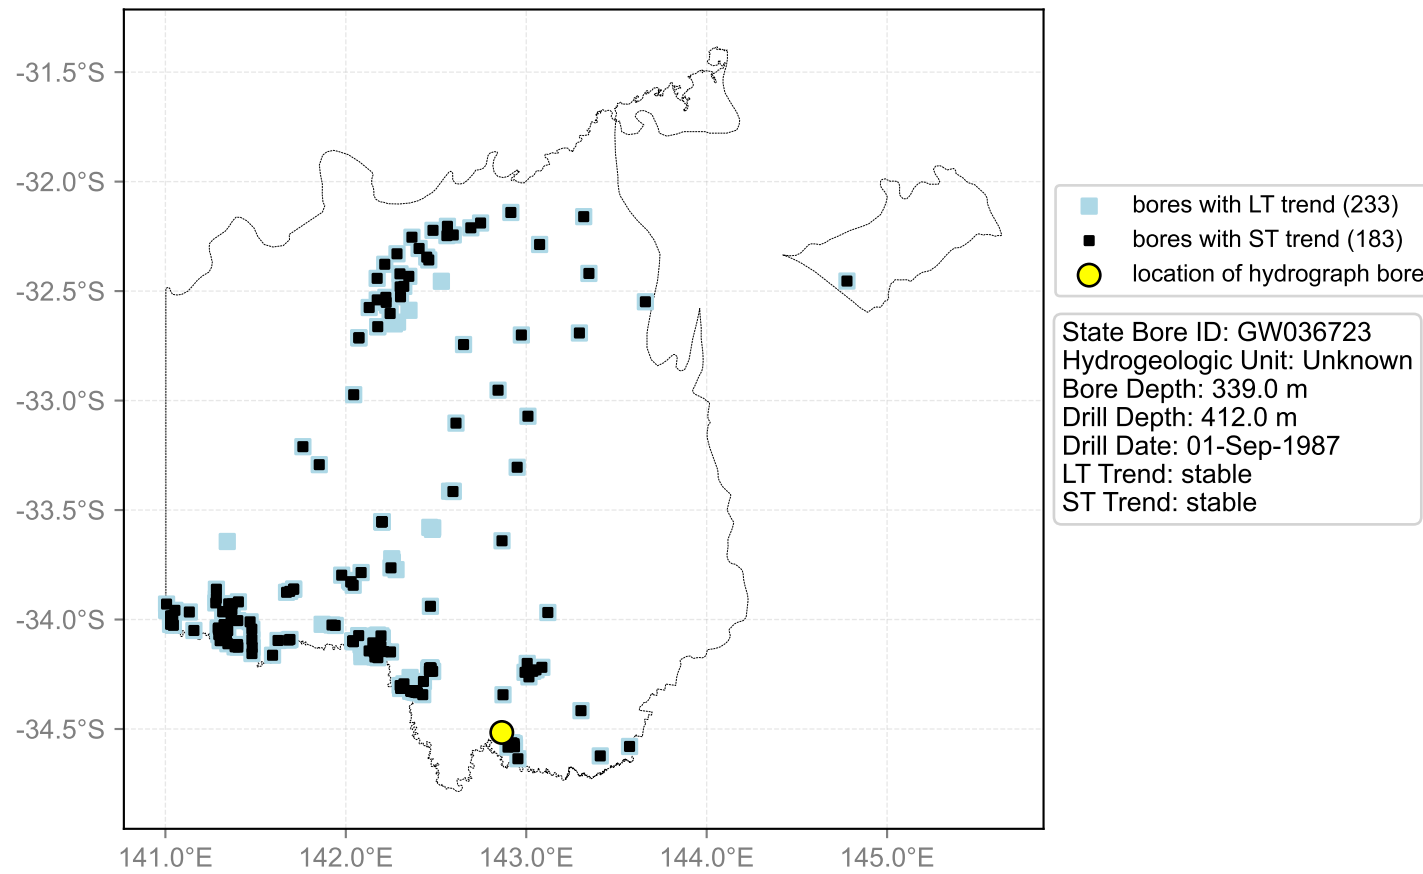 -31.5°S
-32.0°S
-32.5°S
-33.0°S
-33.5°S
-34.0°S
-34.5°S
141.0°E
142.0°E
143.0°E
144.0°E
145.0°E
bores with LT trend (233)
bores with ST trend (183)
location of hydrograph bore
State Bore ID: GW036723
Hydrogeologic Unit: Unknown
Bore Depth: 339.0 m
Drill Depth: 412.0 m
Drill Date: 01-Sep-1987
LT Trend: stable
ST Trend: stable